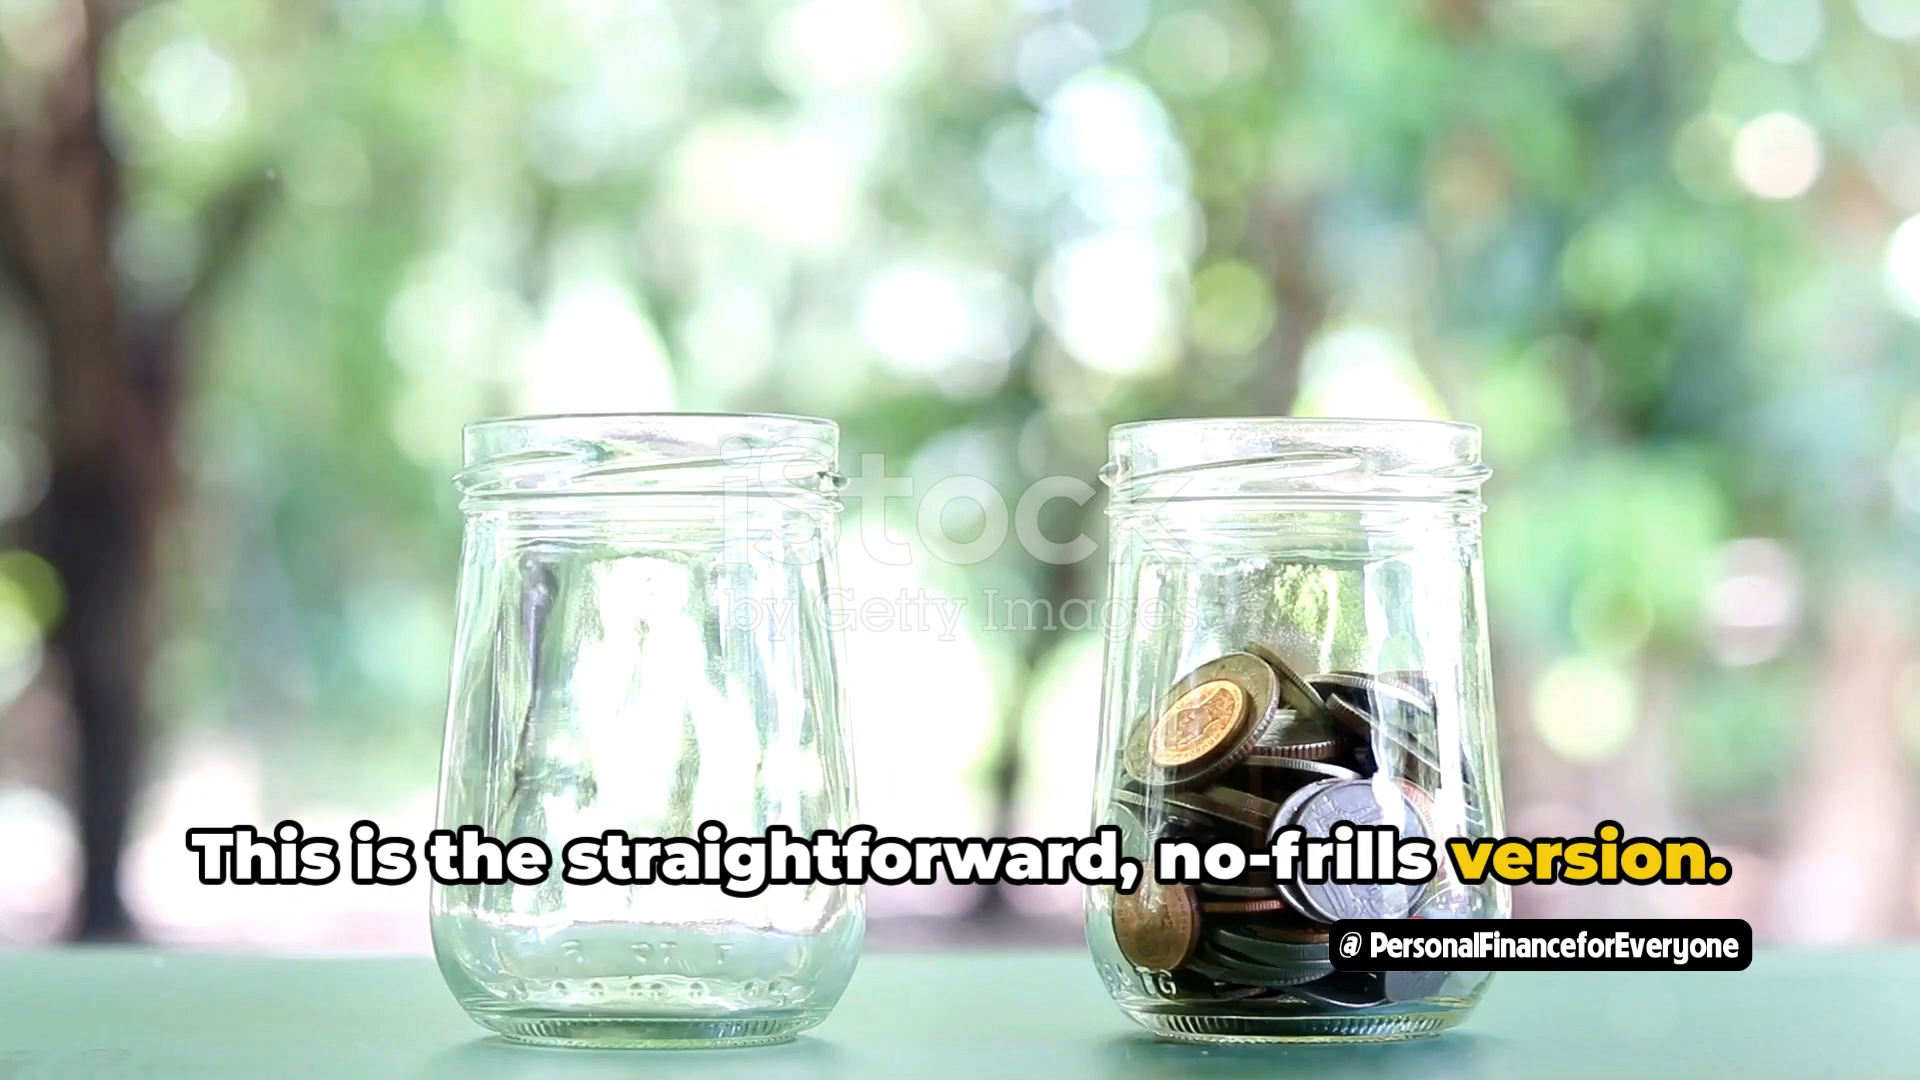 iStock
by Getty Images
This is the straightforward, no-frills version.
@ PersonalFinanceforEveryone